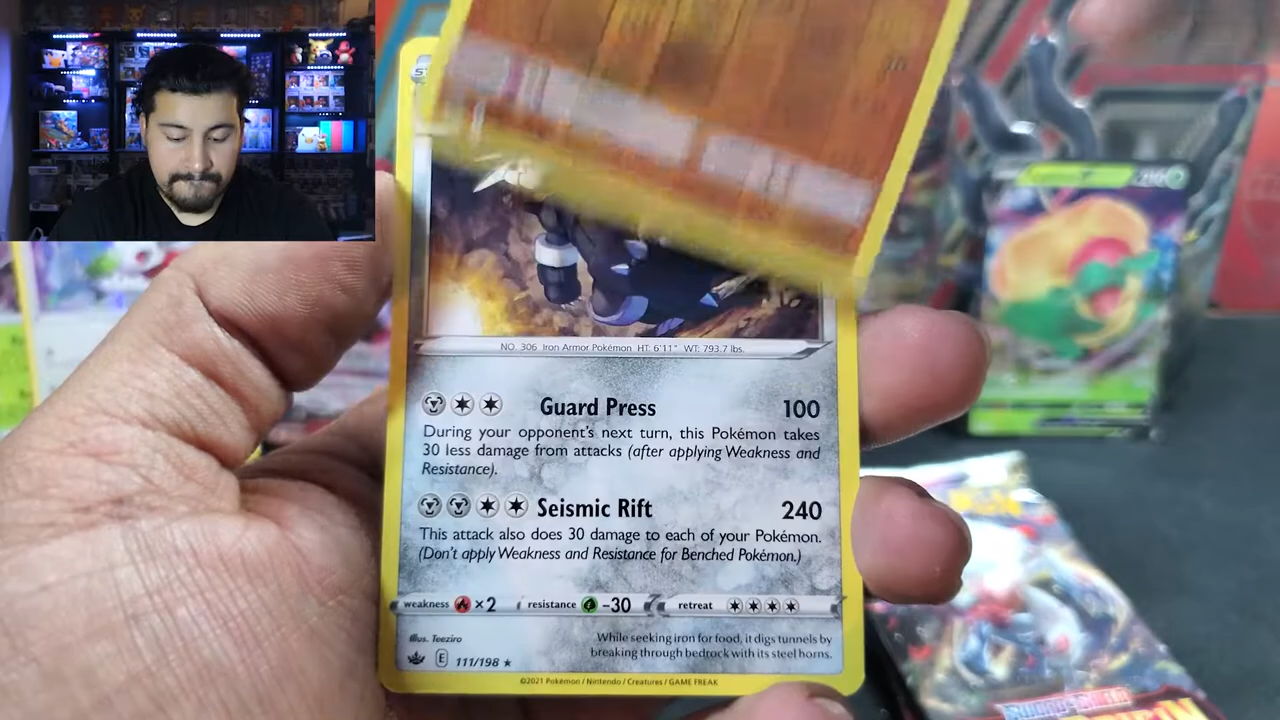 NO. 306 Iron Armor Pokémon HT: 6'11" WT: 793.7 lbs.
Guard Press 100
During your opponent's next turn, this Pokémon takes
30 less damage from attacks (after applying Weakness and
Resistance).
Seismic Rift 240
This attack also does 30 damage to each of your Pokémon.
(Don't apply Weakness and Resistance for Benched Pokémon.)
weakness ×2 resistance -30 retreat
Illus. Teeziro
While seeking iron for food, it digs tunnels by
breaking through bedrock with its steel horns.
E 111/198 ★
©2021 Pokémon / Nintendo / Creatures / GAME FREAK